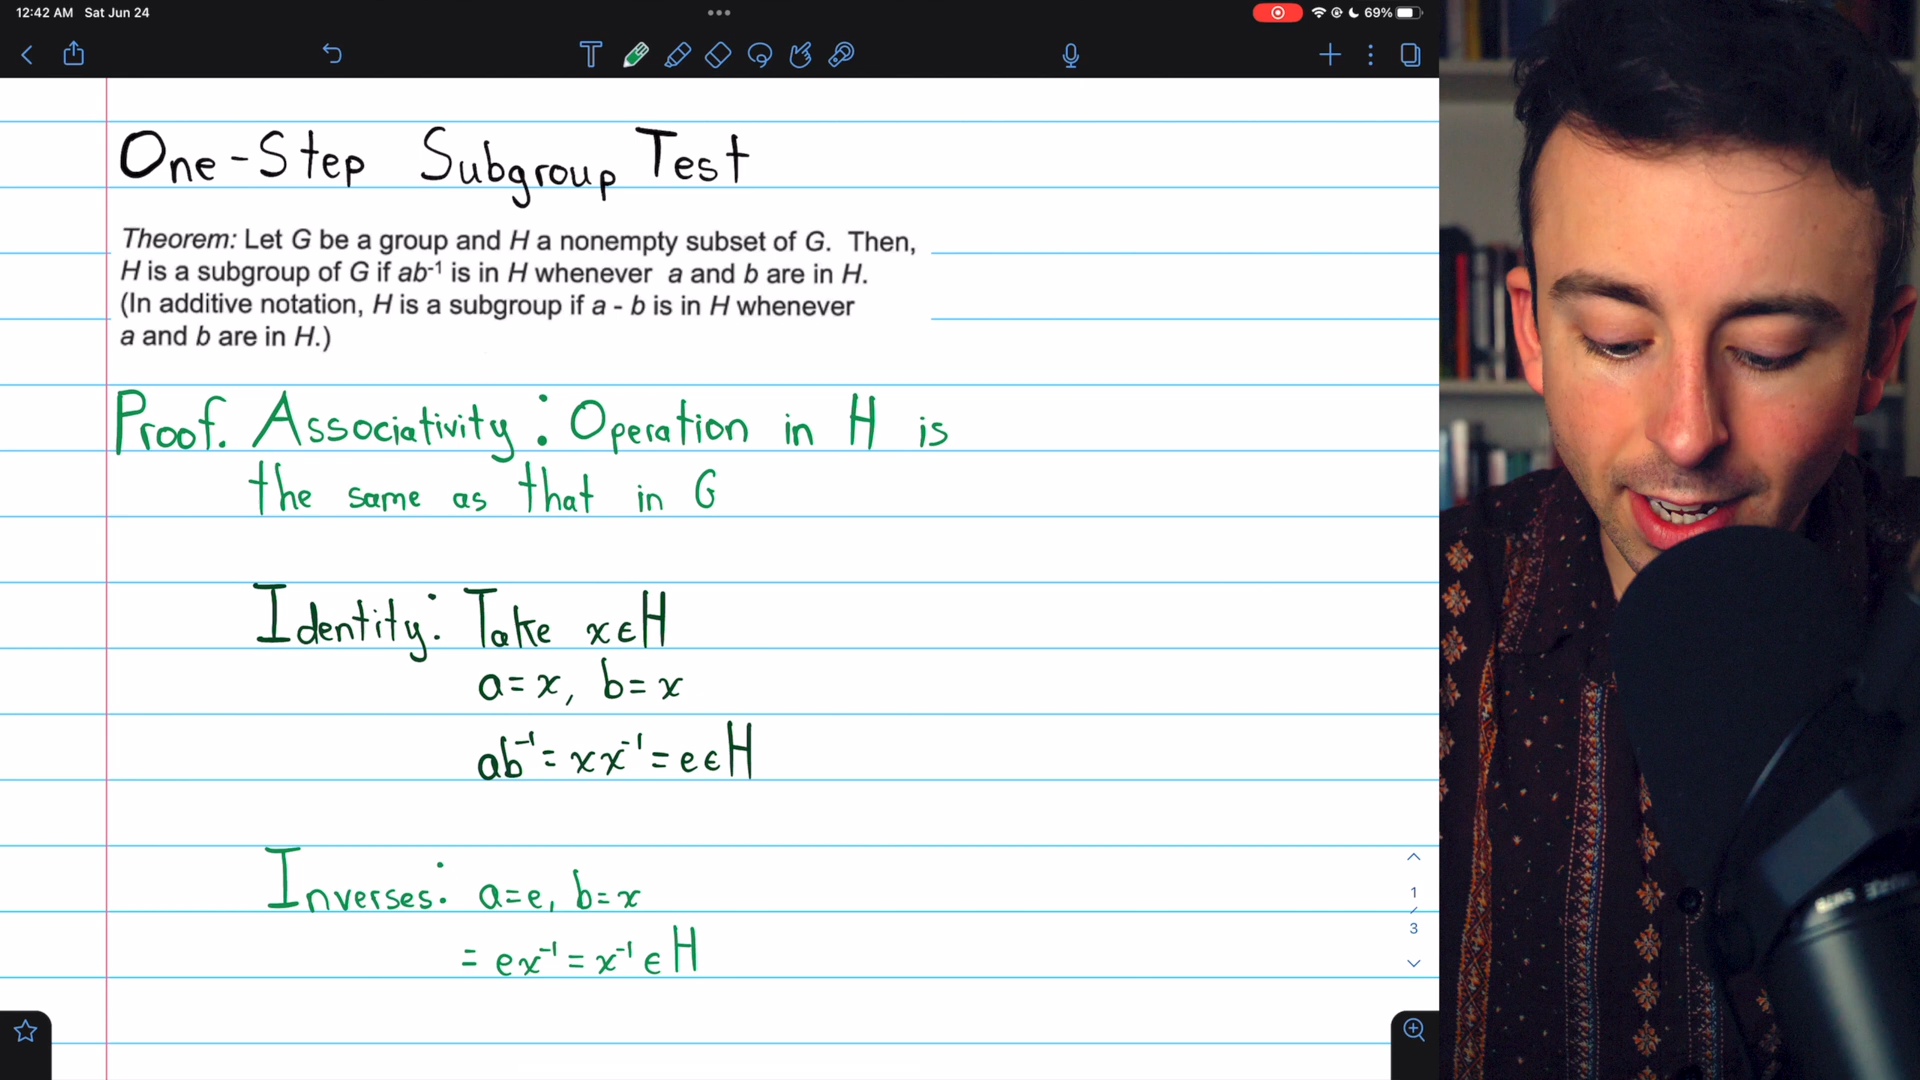 12:42 AM Sat Jun 24
69%
One-Step Subgroup Test
Theorem: Let G be a group and H a nonempty subset of G. Then,
H is a subgroup of G if ab⁻¹ is in H whenever a and b are in H.
(In additive notation, H is a subgroup if a - b is in H whenever
a and b are in H.)
Proof. Associativity: Operation in H is
the same as that in G
Identity: Take x∈H
a=x, b=x
ab⁻¹=xx⁻¹=e∈H
Inverses: a=e, b=x
= ex⁻¹=x⁻¹∈H
1
/
3